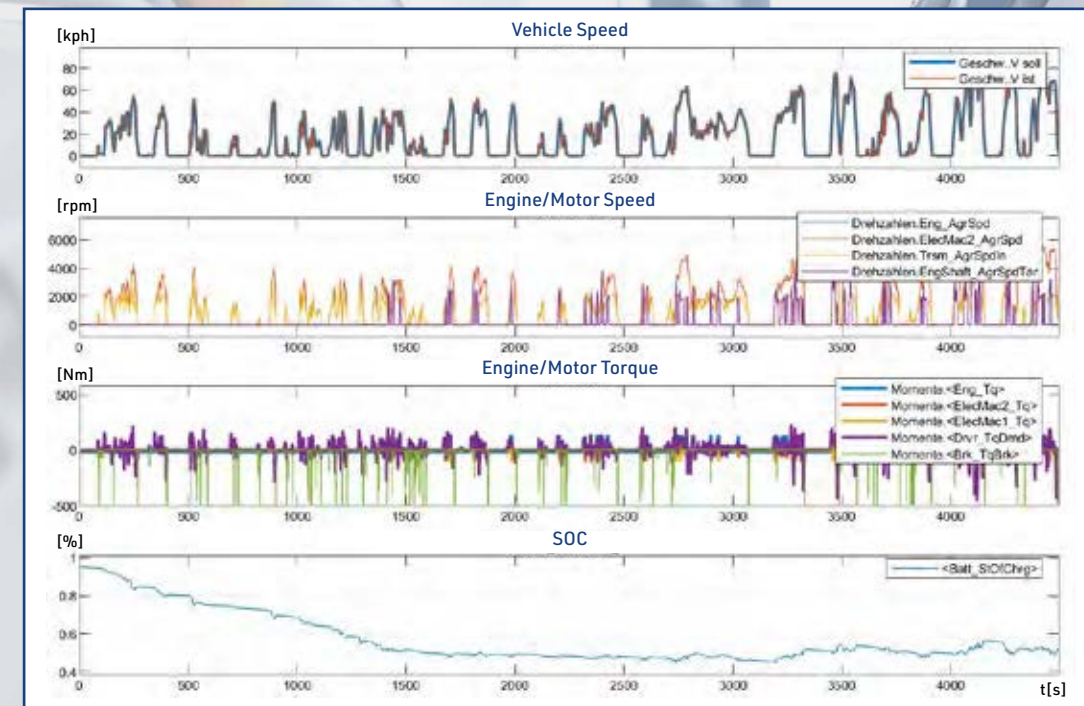 Vehicle Speed
[kph]
80
60
40
20
0
Geschw..V soll
Geschw..V ist
0 500 1000 1500 2000 2500 3000 3500 4000
Engine/Motor Speed
[rpm]
6000
4000
2000
0
Drehzahlen.Eng_AgrSpd
Drehzahlen.ElecMac2_AgrSpd
Drehzahlen.Trsm_AgrSpdIn
Drehzahlen.EngShaft_AgrSpdTar
0 500 1000 1500 2000 2500 3000 3500 4000
Engine/Motor Torque
[Nm]
500
0
-500
Momente.<Eng_Tq>
Momente.<ElecMac2_Tq>
Momente.<ElecMac1_Tq>
Momente.<Drvr_TqDmd>
Momente.<Brk_TqBrk>
0 500 1000 1500 2000 2500 3000 3500 4000
SOC
[%]
1
0.8
0.6
0.4
<Batt_StOfChrg>
0 500 1000 1500 2000 2500 3000 3500 4000
t[s]